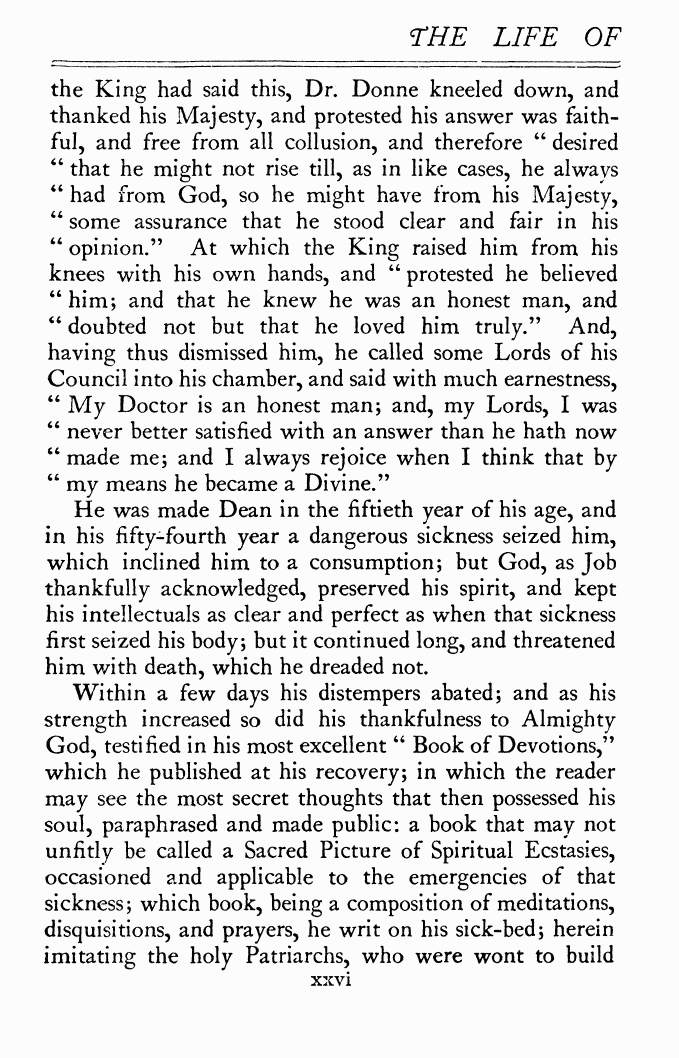 THE LIFE OF
the King had said this, Dr. Donne kneeled down, and
thanked his Majesty, and protested his answer was faith-
ful, and free from all collusion, and therefore “ desired
“ that he might not rise till, as in like cases, he always
“ had from God, so he might have from his Majesty,
“ some assurance that he stood clear and fair in his
“ opinion.” At which the King raised him from his
knees with his own hands, and “ protested he believed
“ him; and that he knew he was an honest man, and
“ doubted not but that he loved him truly.” And,
having thus dismissed him, he called some Lords of his
Council into his chamber, and said with much earnestness,
“ My Doctor is an honest man; and, my Lords, I was
“ never better satisfied with an answer than he hath now
“ made me; and I always rejoice when I think that by
“ my means he became a Divine.”
He was made Dean in the fiftieth year of his age, and
in his fifty-fourth year a dangerous sickness seized him,
which inclined him to a consumption; but God, as Job
thankfully acknowledged, preserved his spirit, and kept
his intellectuals as clear and perfect as when that sickness
first seized his body; but it continued long, and threatened
him with death, which he dreaded not.
Within a few days his distempers abated; and as his
strength increased so did his thankfulness to Almighty
God, testified in his most excellent “ Book of Devotions,”
which he published at his recovery; in which the reader
may see the most secret thoughts that then possessed his
soul, paraphrased and made public: a book that may not
unfitly be called a Sacred Picture of Spiritual Ecstasies,
occasioned and applicable to the emergencies of that
sickness; which book, being a composition of meditations,
disquisitions, and prayers, he writ on his sick-bed; herein
imitating the holy Patriarchs, who were wont to build
xxvi